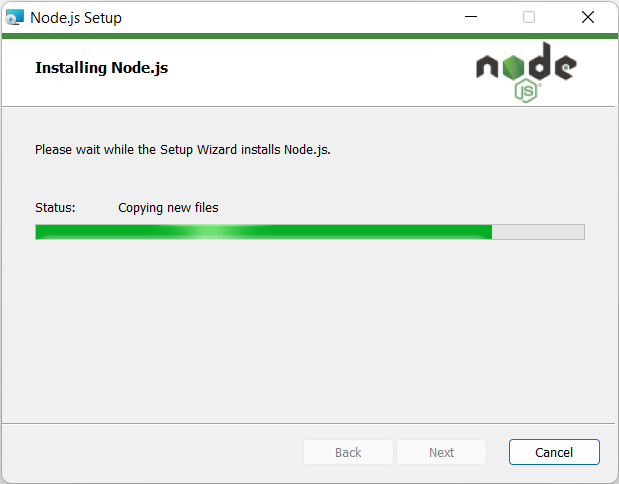 Node.js Setup
Installing Node.js
node
JS
Please wait while the Setup Wizard installs Node.js.
Status: Copying new files
Back Next Cancel